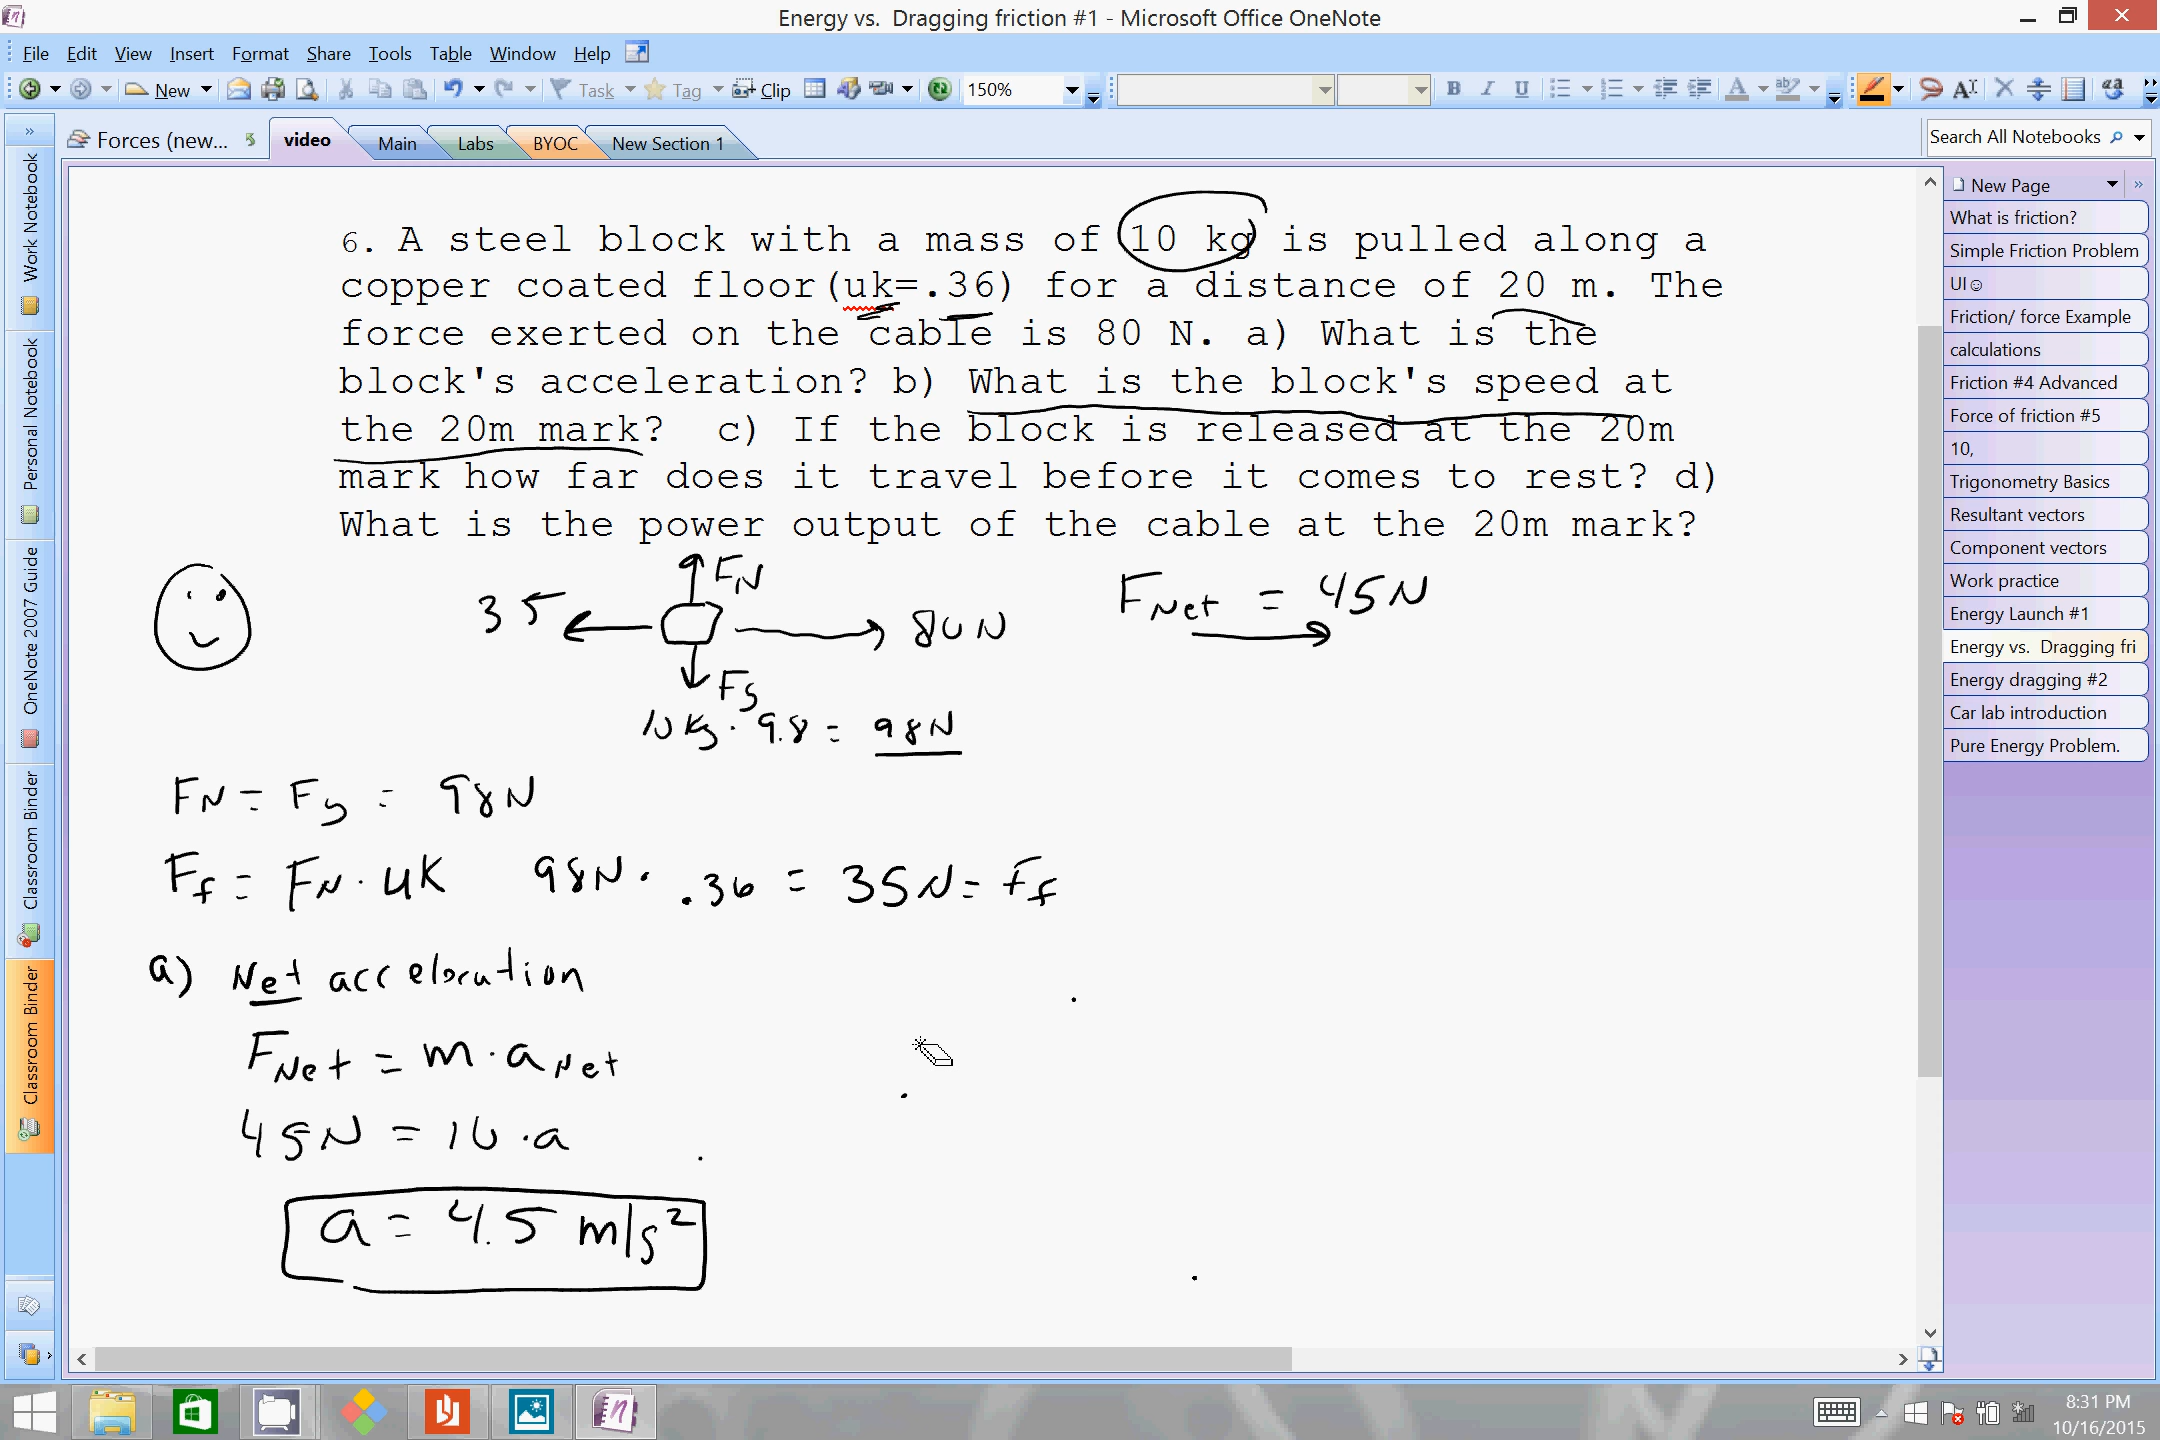 Energy vs.  Dragging friction #1 - Microsoft Office OneNote
File Edit View Insert Format Share Tools Table Window Help
New Task Tag Clip 150% B I U
Forces (new... video Main Labs BYOC New Section 1 Search All Notebooks
Work Notebook
Personal Notebook
OneNote 2007 Guide
Classroom Binder
Classroom Binder
6. A steel block with a mass of 10 kg is pulled along a
copper coated floor(uk=.36) for a distance of 20 m. The
force exerted on the cable is 80 N. a) What is the
block's acceleration? b) What is the block's speed at
the 20m mark?  c) If the block is released at the 20m
mark how far does it travel before it comes to rest? d)
What is the power output of the cable at the 20m mark?
FN
35 80N
FNet = 45N
Fg
10kg · 9.8 = 98N
FN = Fg = 98N
Ff = FN · uk 98N · .36 = 35N = Ff
a) Net acceloration
FNet = m · aNet
45N = 10 · a
a = 4.5 m/s²
New Page
What is friction?
Simple Friction Problem
UI☺
Friction/ force Example
calculations
Friction #4 Advanced
Force of friction #5
10,
Trigonometry Basics
Resultant vectors
Component vectors
Work practice
Energy Launch #1
Energy vs.  Dragging fri
Energy dragging #2
Car lab introduction
Pure Energy Problem.
8:31 PM
10/16/2015